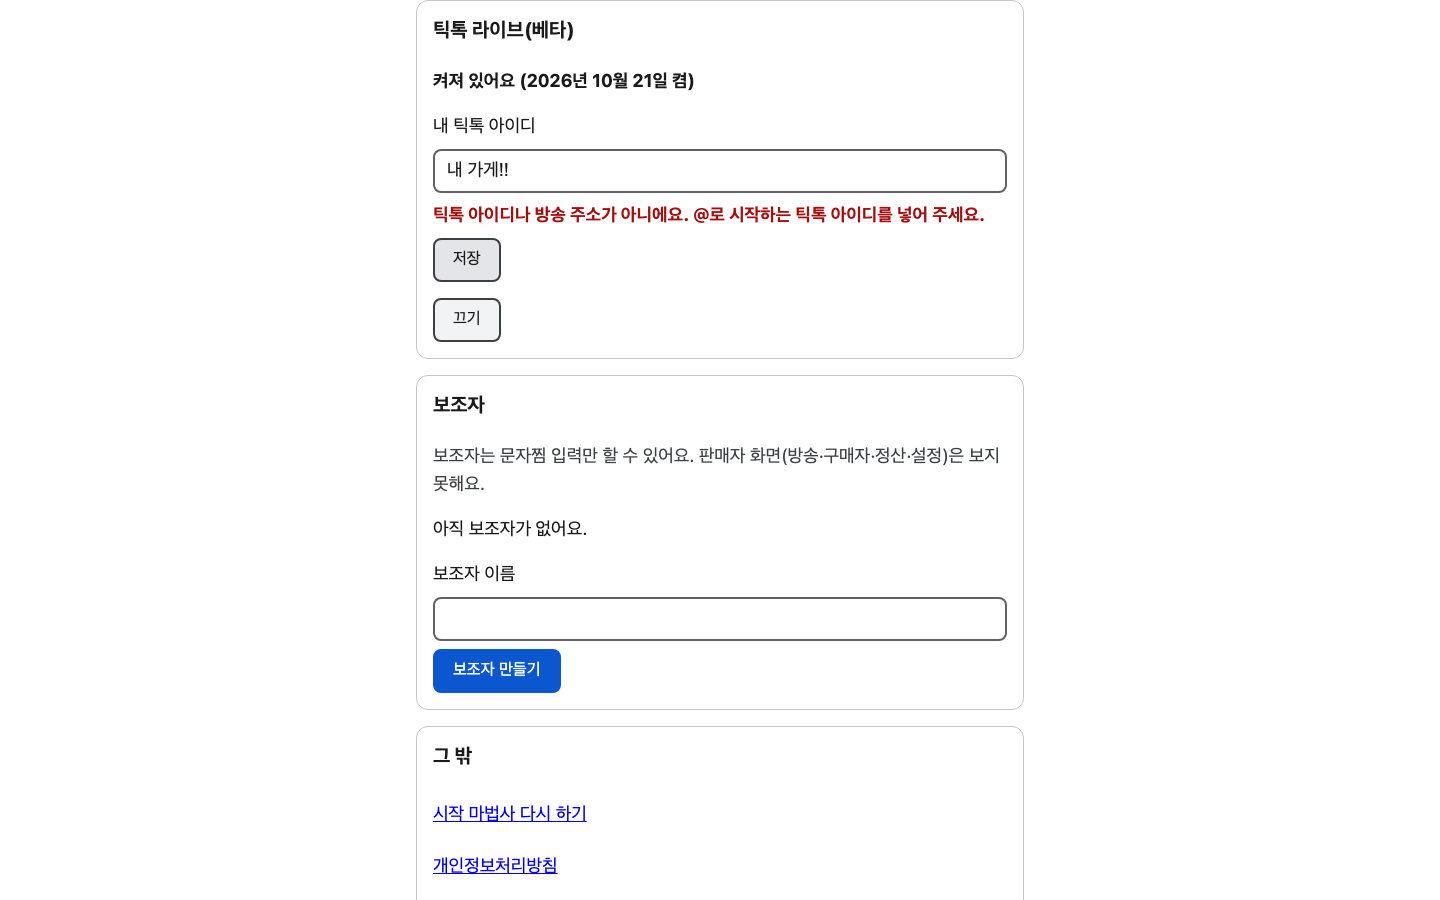 틱톡 라이브(베타)
켜져 있어요 (2026년 10월 21일 켬)
내 틱톡 아이디
내 가게!!
틱톡 아이디나 방송 주소가 아니에요. @로 시작하는 틱톡 아이디를 넣어 주세요.
저장
끄기
보조자
보조자는 문자찜 입력만 할 수 있어요. 판매자 화면(방송·구매자·정산·설정)은 보지
못해요.
아직 보조자가 없어요.
보조자 이름
보조자 만들기
그 밖
시작 마법사 다시 하기
개인정보처리방침